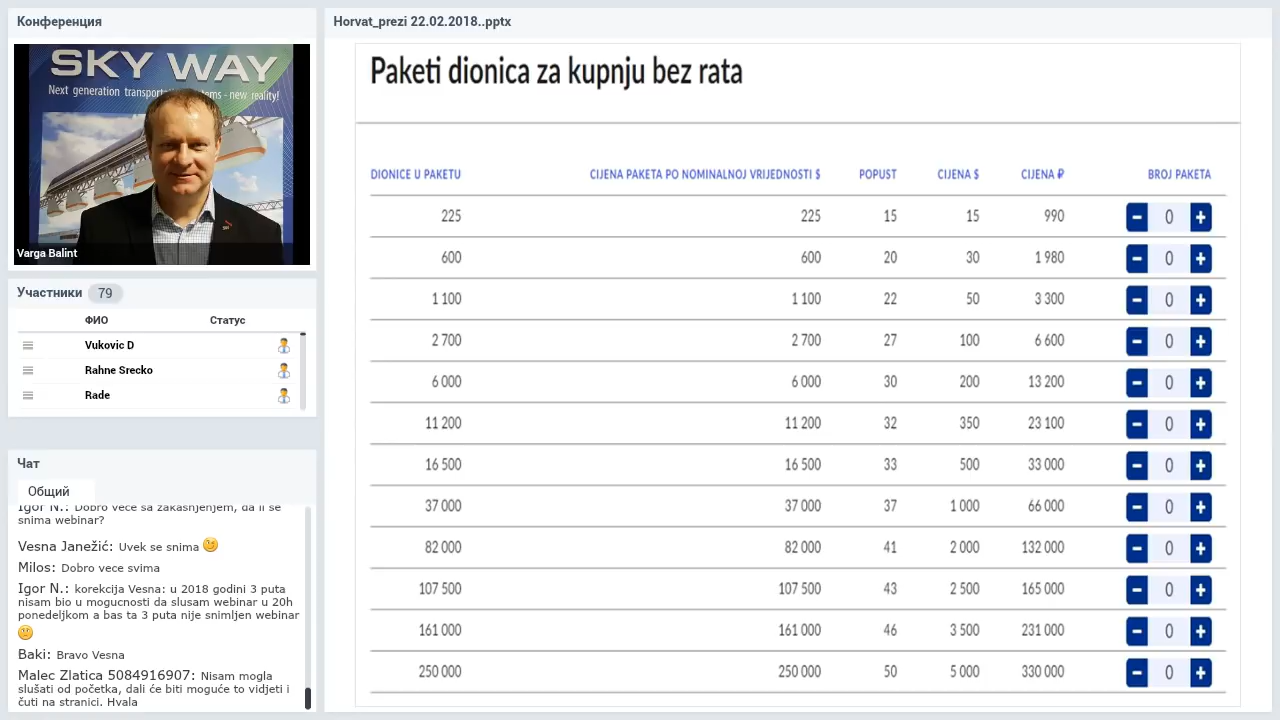 Конференция
SKY WAY
Next generation transportation systems - new reality!
Varga Balint
Участники 79
ФИО Статус
Vukovic D
Rahne Srecko
Rade
Чат
Общий
Igor N.: Dobro vece sa zakasnjenjem, da li se
snima webinar?
Vesna Janežić: Uvek se snima
Milos: Dobro vece svima
Igor N.: korekcija Vesna: u 2018 godini 3 puta
nisam bio u mogucnosti da slusam webinar u 20h
ponedeljkom a bas ta 3 puta nije snimljen webinar
Baki: Bravo Vesna
Malec Zlatica 5084916907: Nisam mogla
slušati od početka, dali će biti moguće to vidjeti i
čuti na stranici. Hvala
Horvat_prezi 22.02.2018..pptx
Paketi dionica za kupnju bez rata
DIONICE U PAKETU CIJENA PAKETA PO NOMINALNOJ VRIJEDNOSTI $ POPUST CIJENA $ CIJENA ₽ BROJ PAKETA
225 225 15 15 990 − 0 +
600 600 20 30 1 980 − 0 +
1 100 1 100 22 50 3 300 − 0 +
2 700 2 700 27 100 6 600 − 0 +
6 000 6 000 30 200 13 200 − 0 +
11 200 11 200 32 350 23 100 − 0 +
16 500 16 500 33 500 33 000 − 0 +
37 000 37 000 37 1 000 66 000 − 0 +
82 000 82 000 41 2 000 132 000 − 0 +
107 500 107 500 43 2 500 165 000 − 0 +
161 000 161 000 46 3 500 231 000 − 0 +
250 000 250 000 50 5 000 330 000 − 0 +